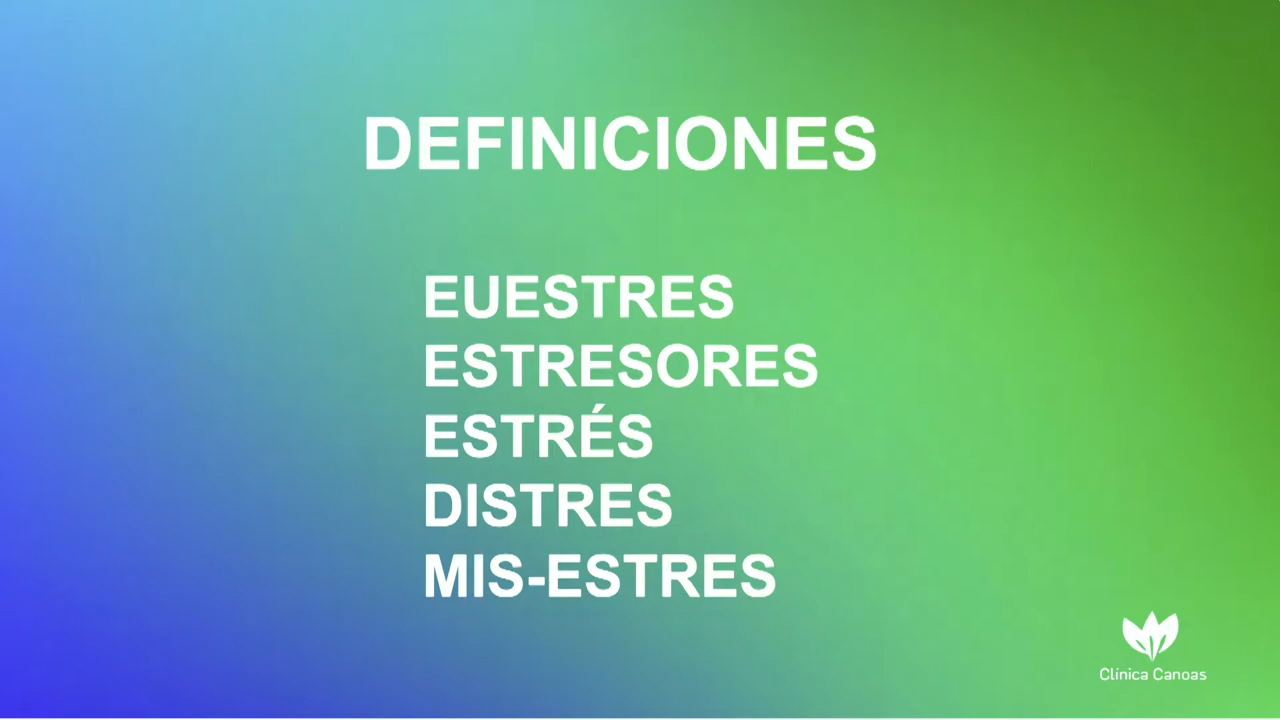 DEFINICIONES
EUESTRES
ESTRESORES
ESTRÉS
DISTRES
MIS-ESTRES
Clínica Canoas